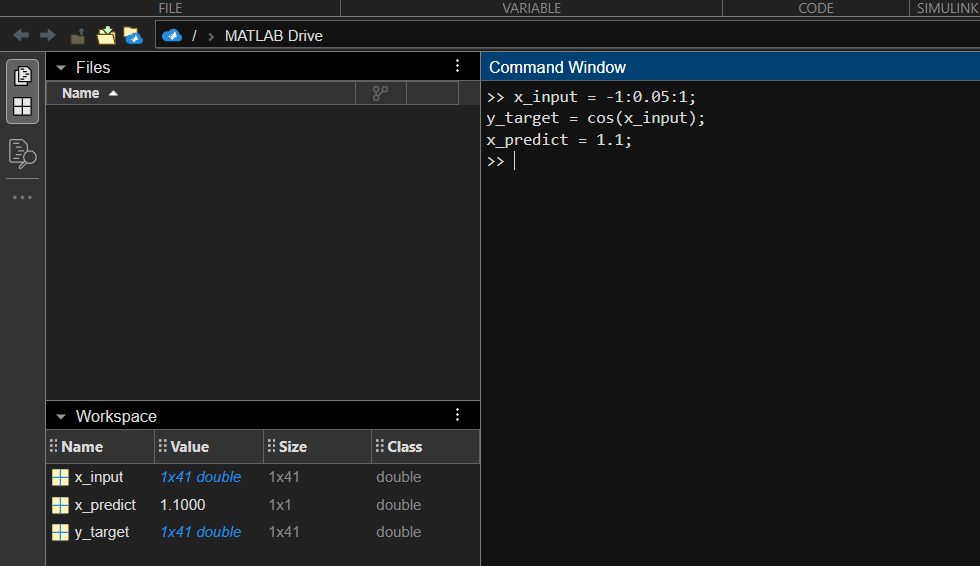 FILE VARIABLE CODE SIMULINK
/ > MATLAB Drive
Files
Name
Command Window
>> x_input = -1:0.05:1;
y_target = cos(x_input);
x_predict = 1.1;
>>
Workspace
Name Value Size Class
x_input 1x41 double 1x41 double
x_predict 1.1000 1x1 double
y_target 1x41 double 1x41 double